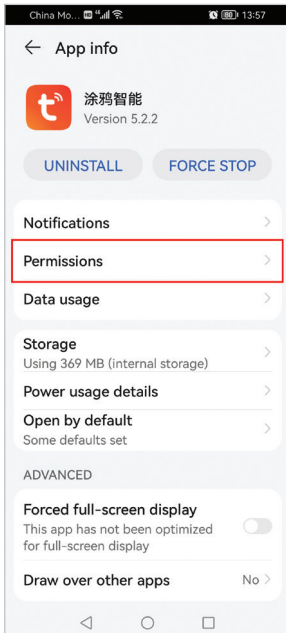 China Mo... HD 80 13:57
App info
涂鸦智能
Version 5.2.2
UNINSTALL FORCE STOP
Notifications
Permissions
Data usage
Storage
Using 369 MB (internal storage)
Power usage details
Open by default
Some defaults set
ADVANCED
Forced full-screen display
This app has not been optimized
for full-screen display
Draw over other apps No